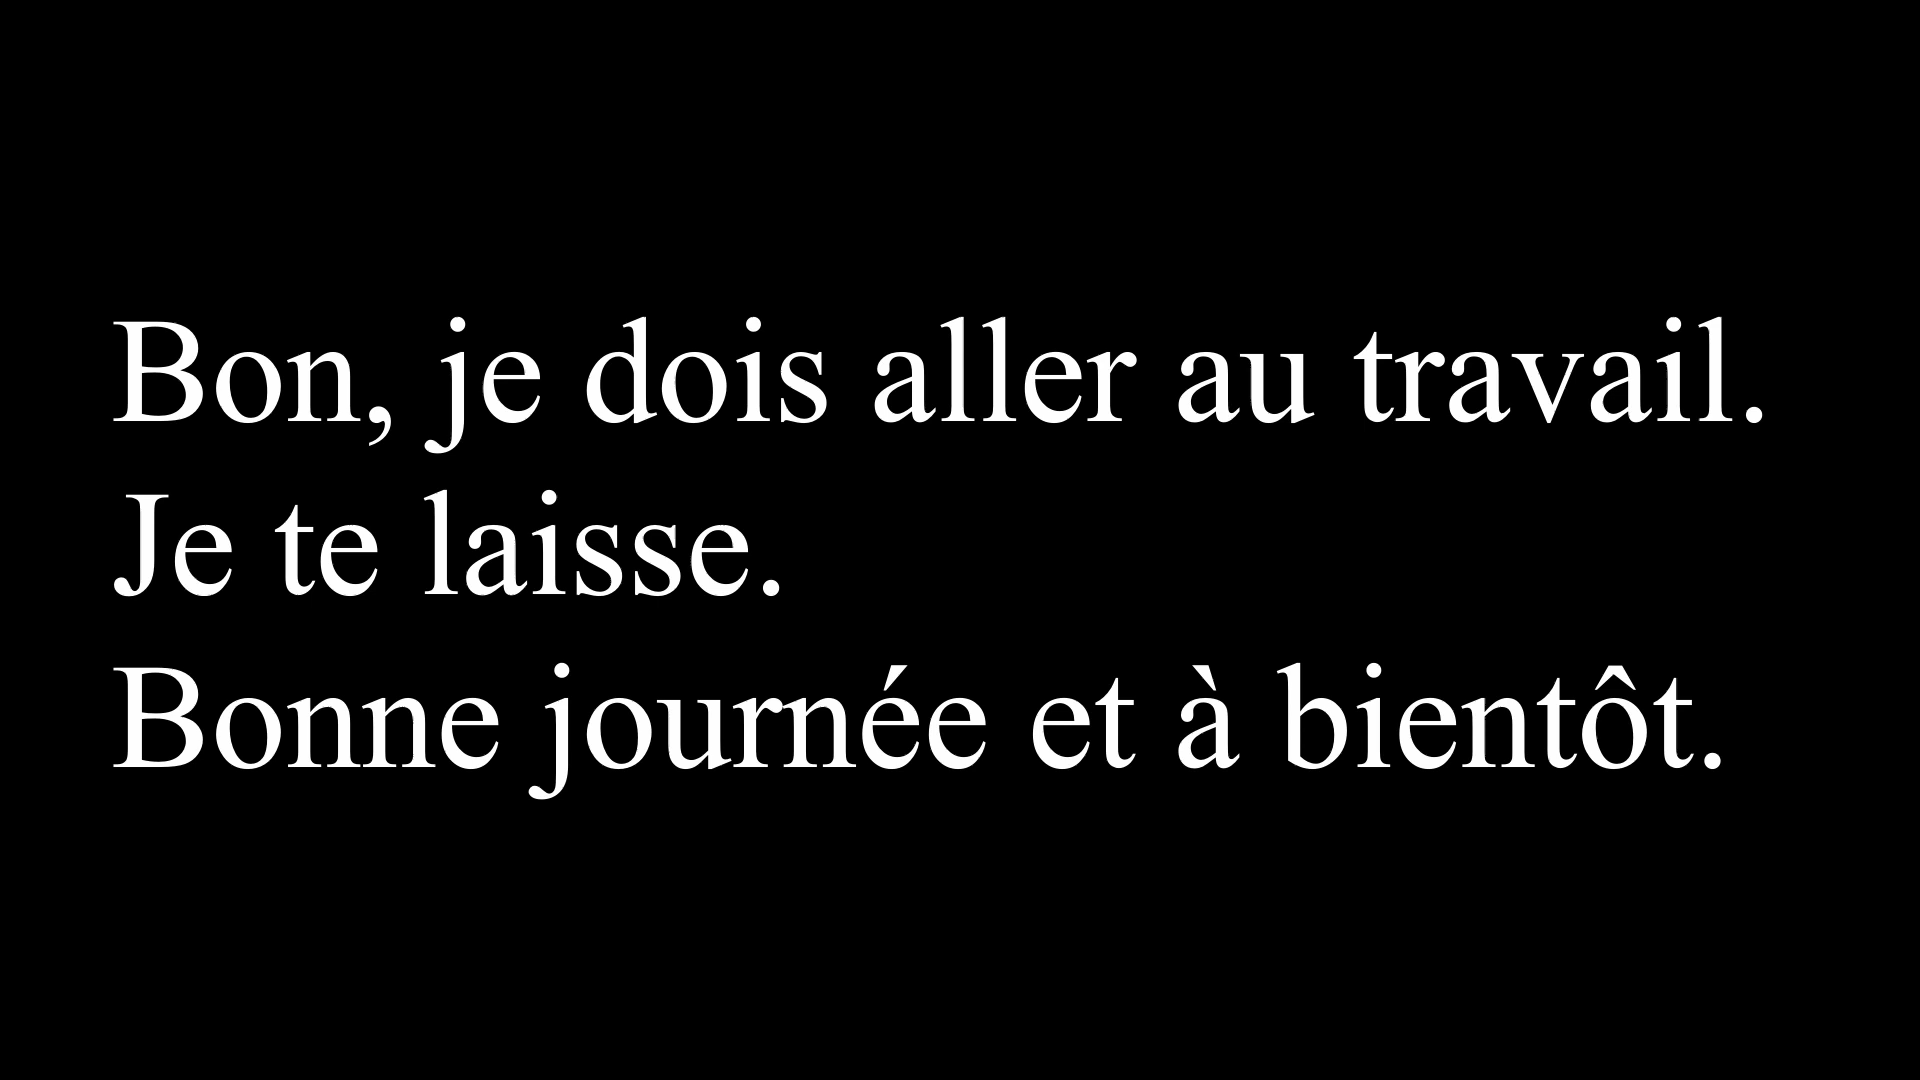 Bon, je dois aller au travail.
Je te laisse.
Bonne journée et à bientôt.